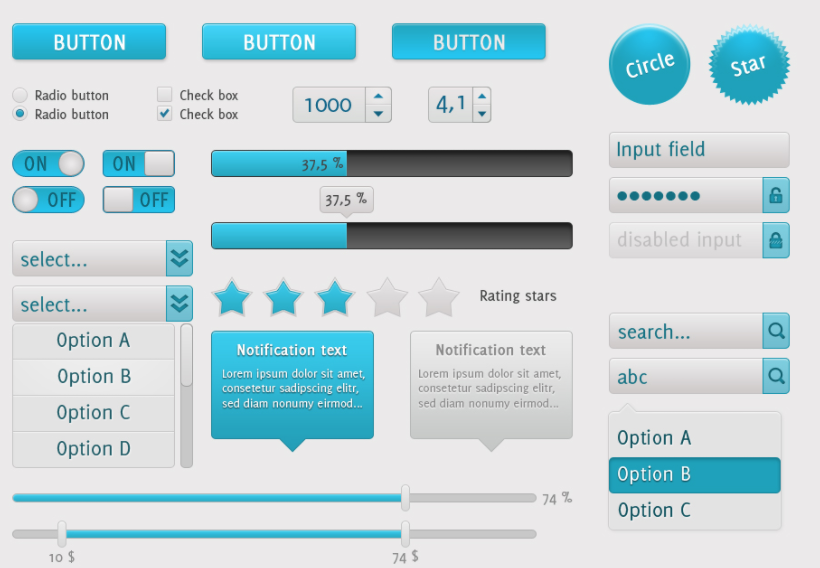 BUTTON
BUTTON
BUTTON
Circle
Star
Radio button
Radio button
Check box
Check box
1000
4,1
ON
ON
OFF
OFF
37,5 %
37,5 %
Input field
disabled input
select...
select...
Option A
Option B
Option C
Option D
Rating stars
Notification text
Lorem ipsum dolor sit amet,
consetetur sadipscing elitr,
sed diam nonumy eirmod...
Notification text
Lorem ipsum dolor sit amet,
consetetur sadipscing elitr,
sed diam nonumy eirmod...
search...
abc
Option A
Option B
Option C
74 %
10 $
74 $